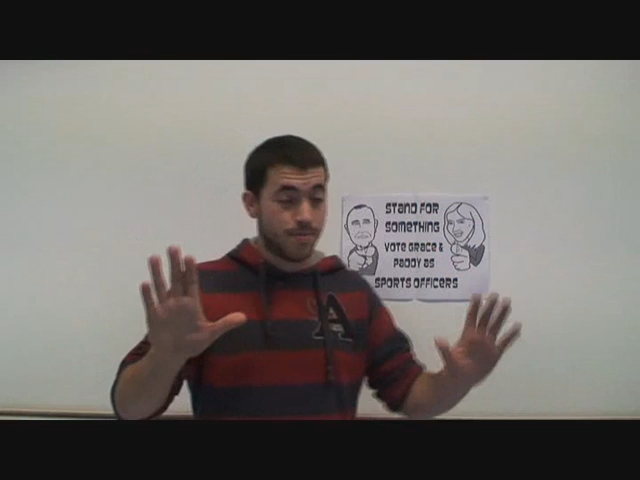 STAND FOR
SOMETHING
VOTE GRACE &
PADDY AS
SPORTS OFFICERS
A